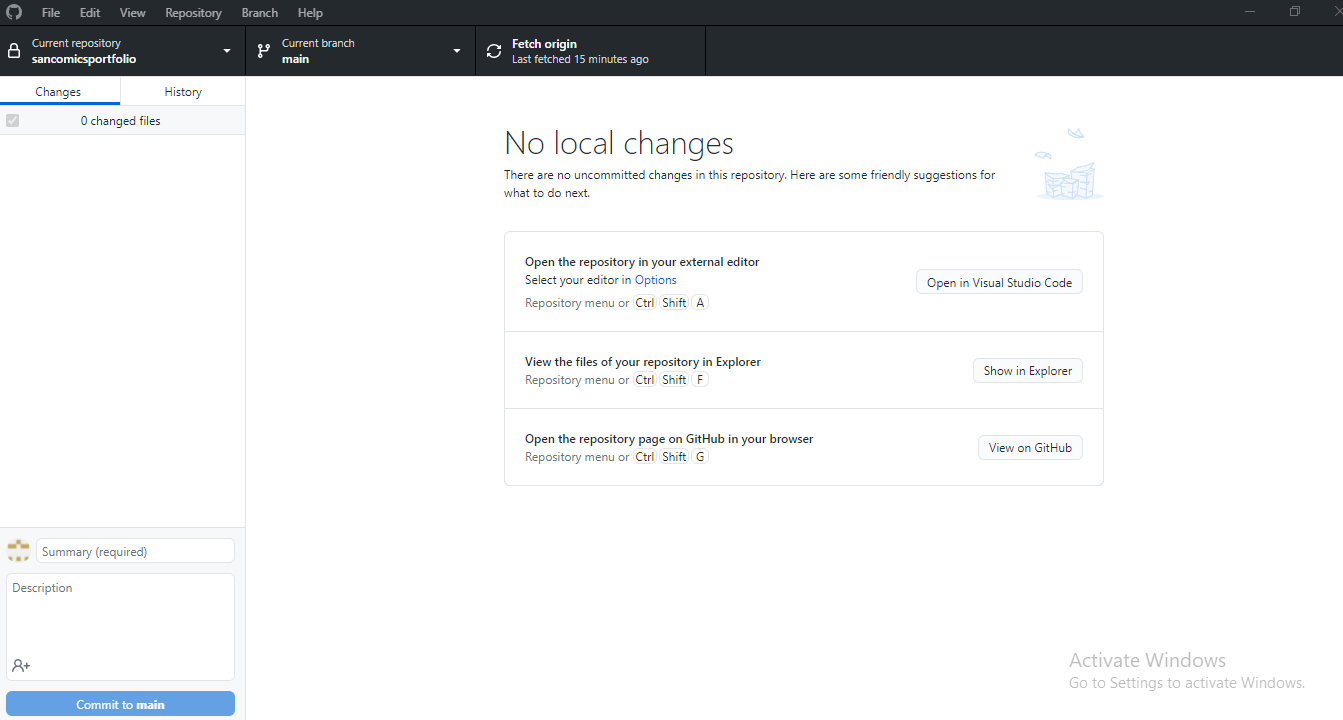 File Edit View Repository Branch Help
Current repository
sancomicsportfolio
Current branch
main
Fetch origin
Last fetched 15 minutes ago
Changes History
0 changed files
No local changes
There are no uncommitted changes in this repository. Here are some friendly suggestions for
what to do next.
Open the repository in your external editor
Select your editor in Options
Repository menu or Ctrl Shift A
Open in Visual Studio Code
View the files of your repository in Explorer
Repository menu or Ctrl Shift F
Show in Explorer
Open the repository page on GitHub in your browser
Repository menu or Ctrl Shift G
View on GitHub
Summary (required)
Description
Commit to main
Activate Windows
Go to Settings to activate Windows.